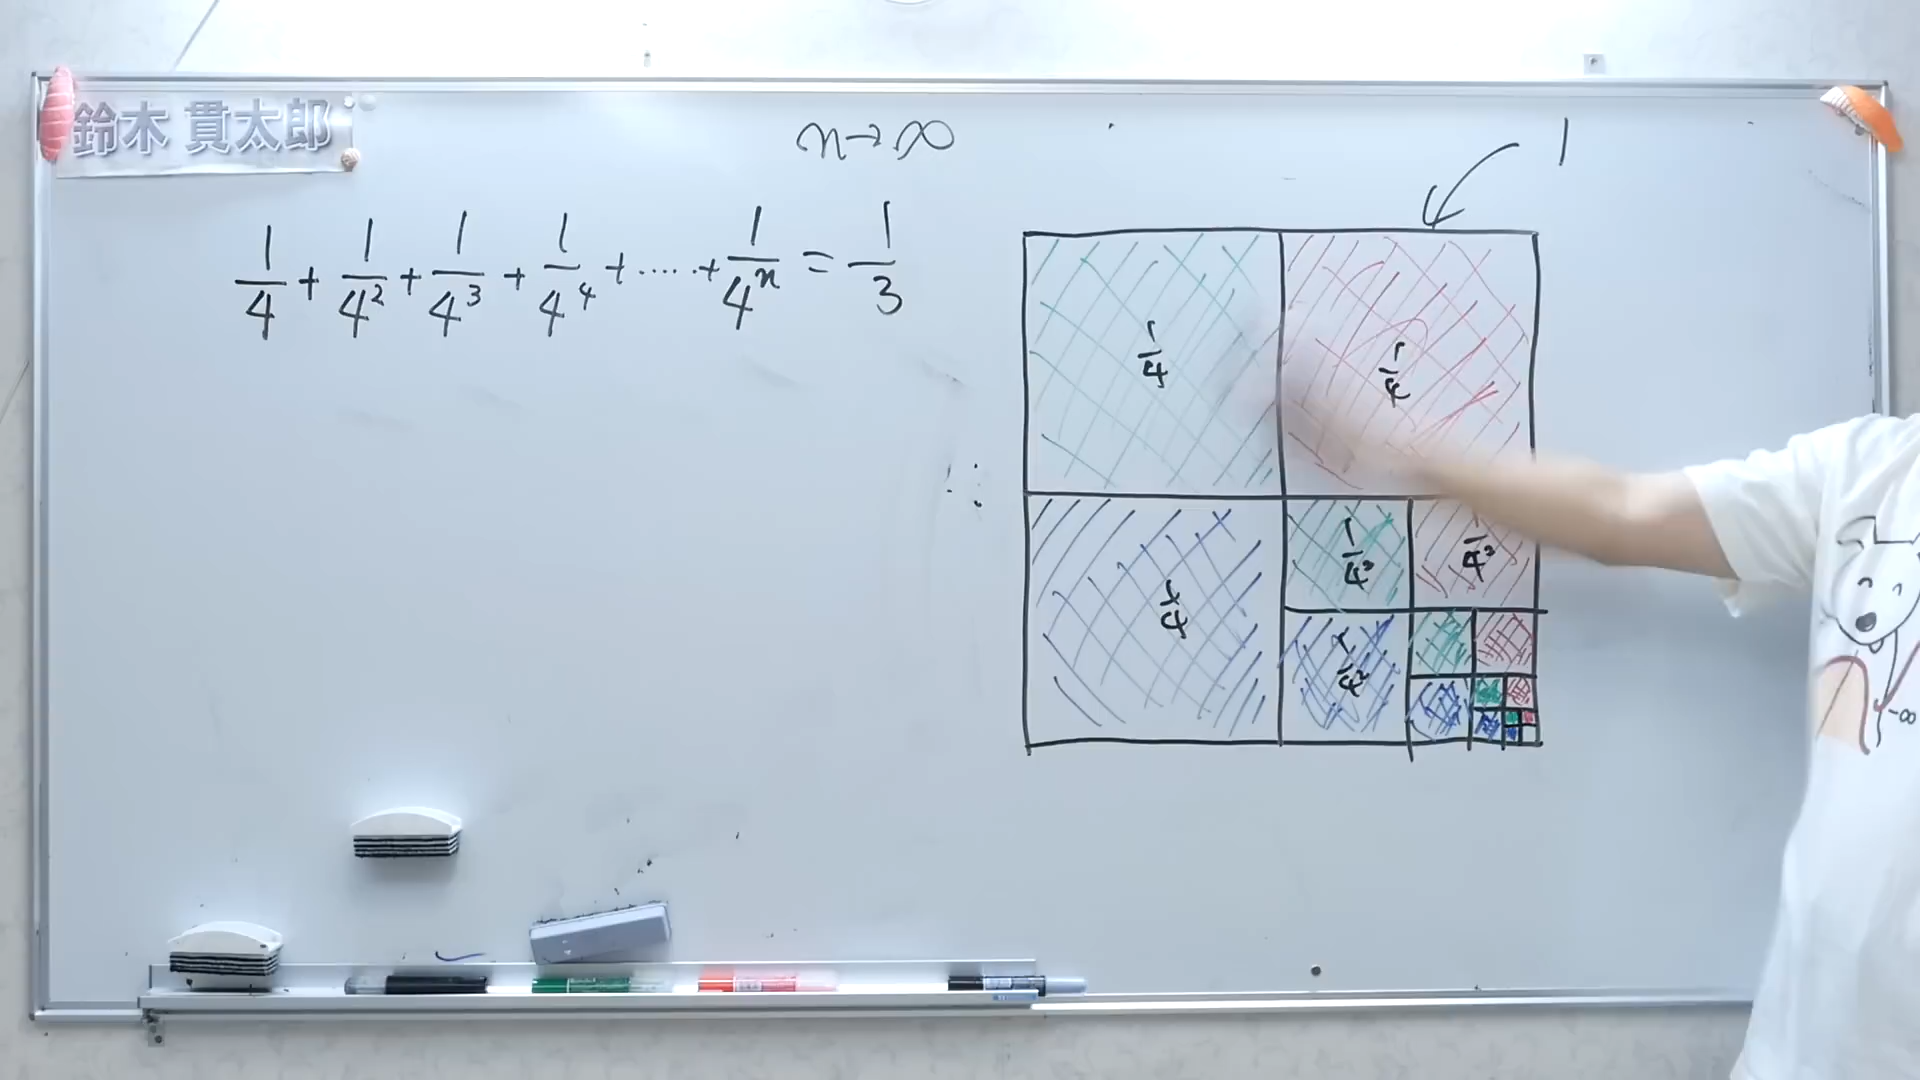 鈴木 貫太郎
n→∞
1
1/4 + 1/4² + 1/4³ + 1/4⁴ + ····· + 1/4ⁿ = 1/3
1/4
1/4
1/4
1/4²
1/4²
1/4²
-∞